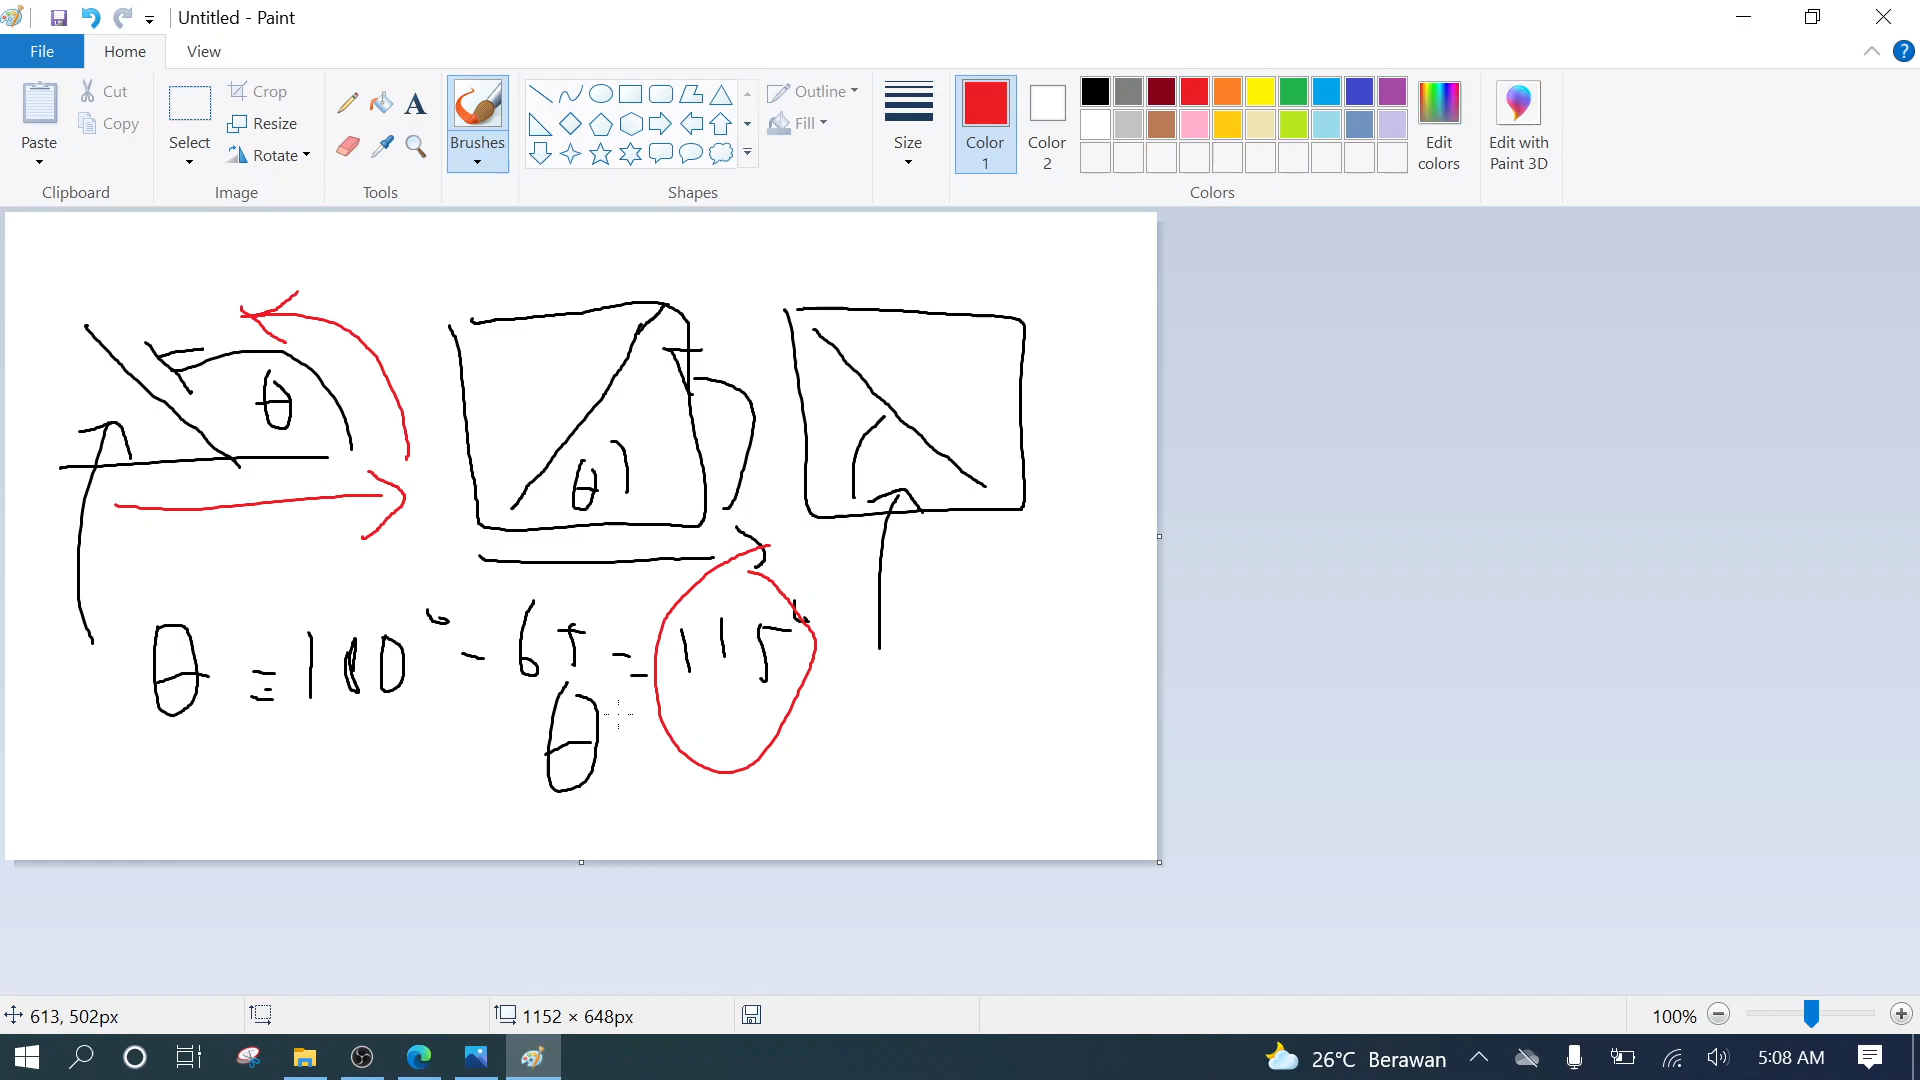 Untitled - Paint
File Home View
Paste Cut Copy Clipboard
Select Crop Resize Rotate Image
Tools
Brushes
Shapes Outline Fill
Size
Color 1
Color 2
Edit colors
Colors
Edit with Paint 3D
?
A
θ
θ
θ = 180° - 65 = 115°
θ
613, 502px
1152 × 648px
100%
26°C Berawan
5:08 AM